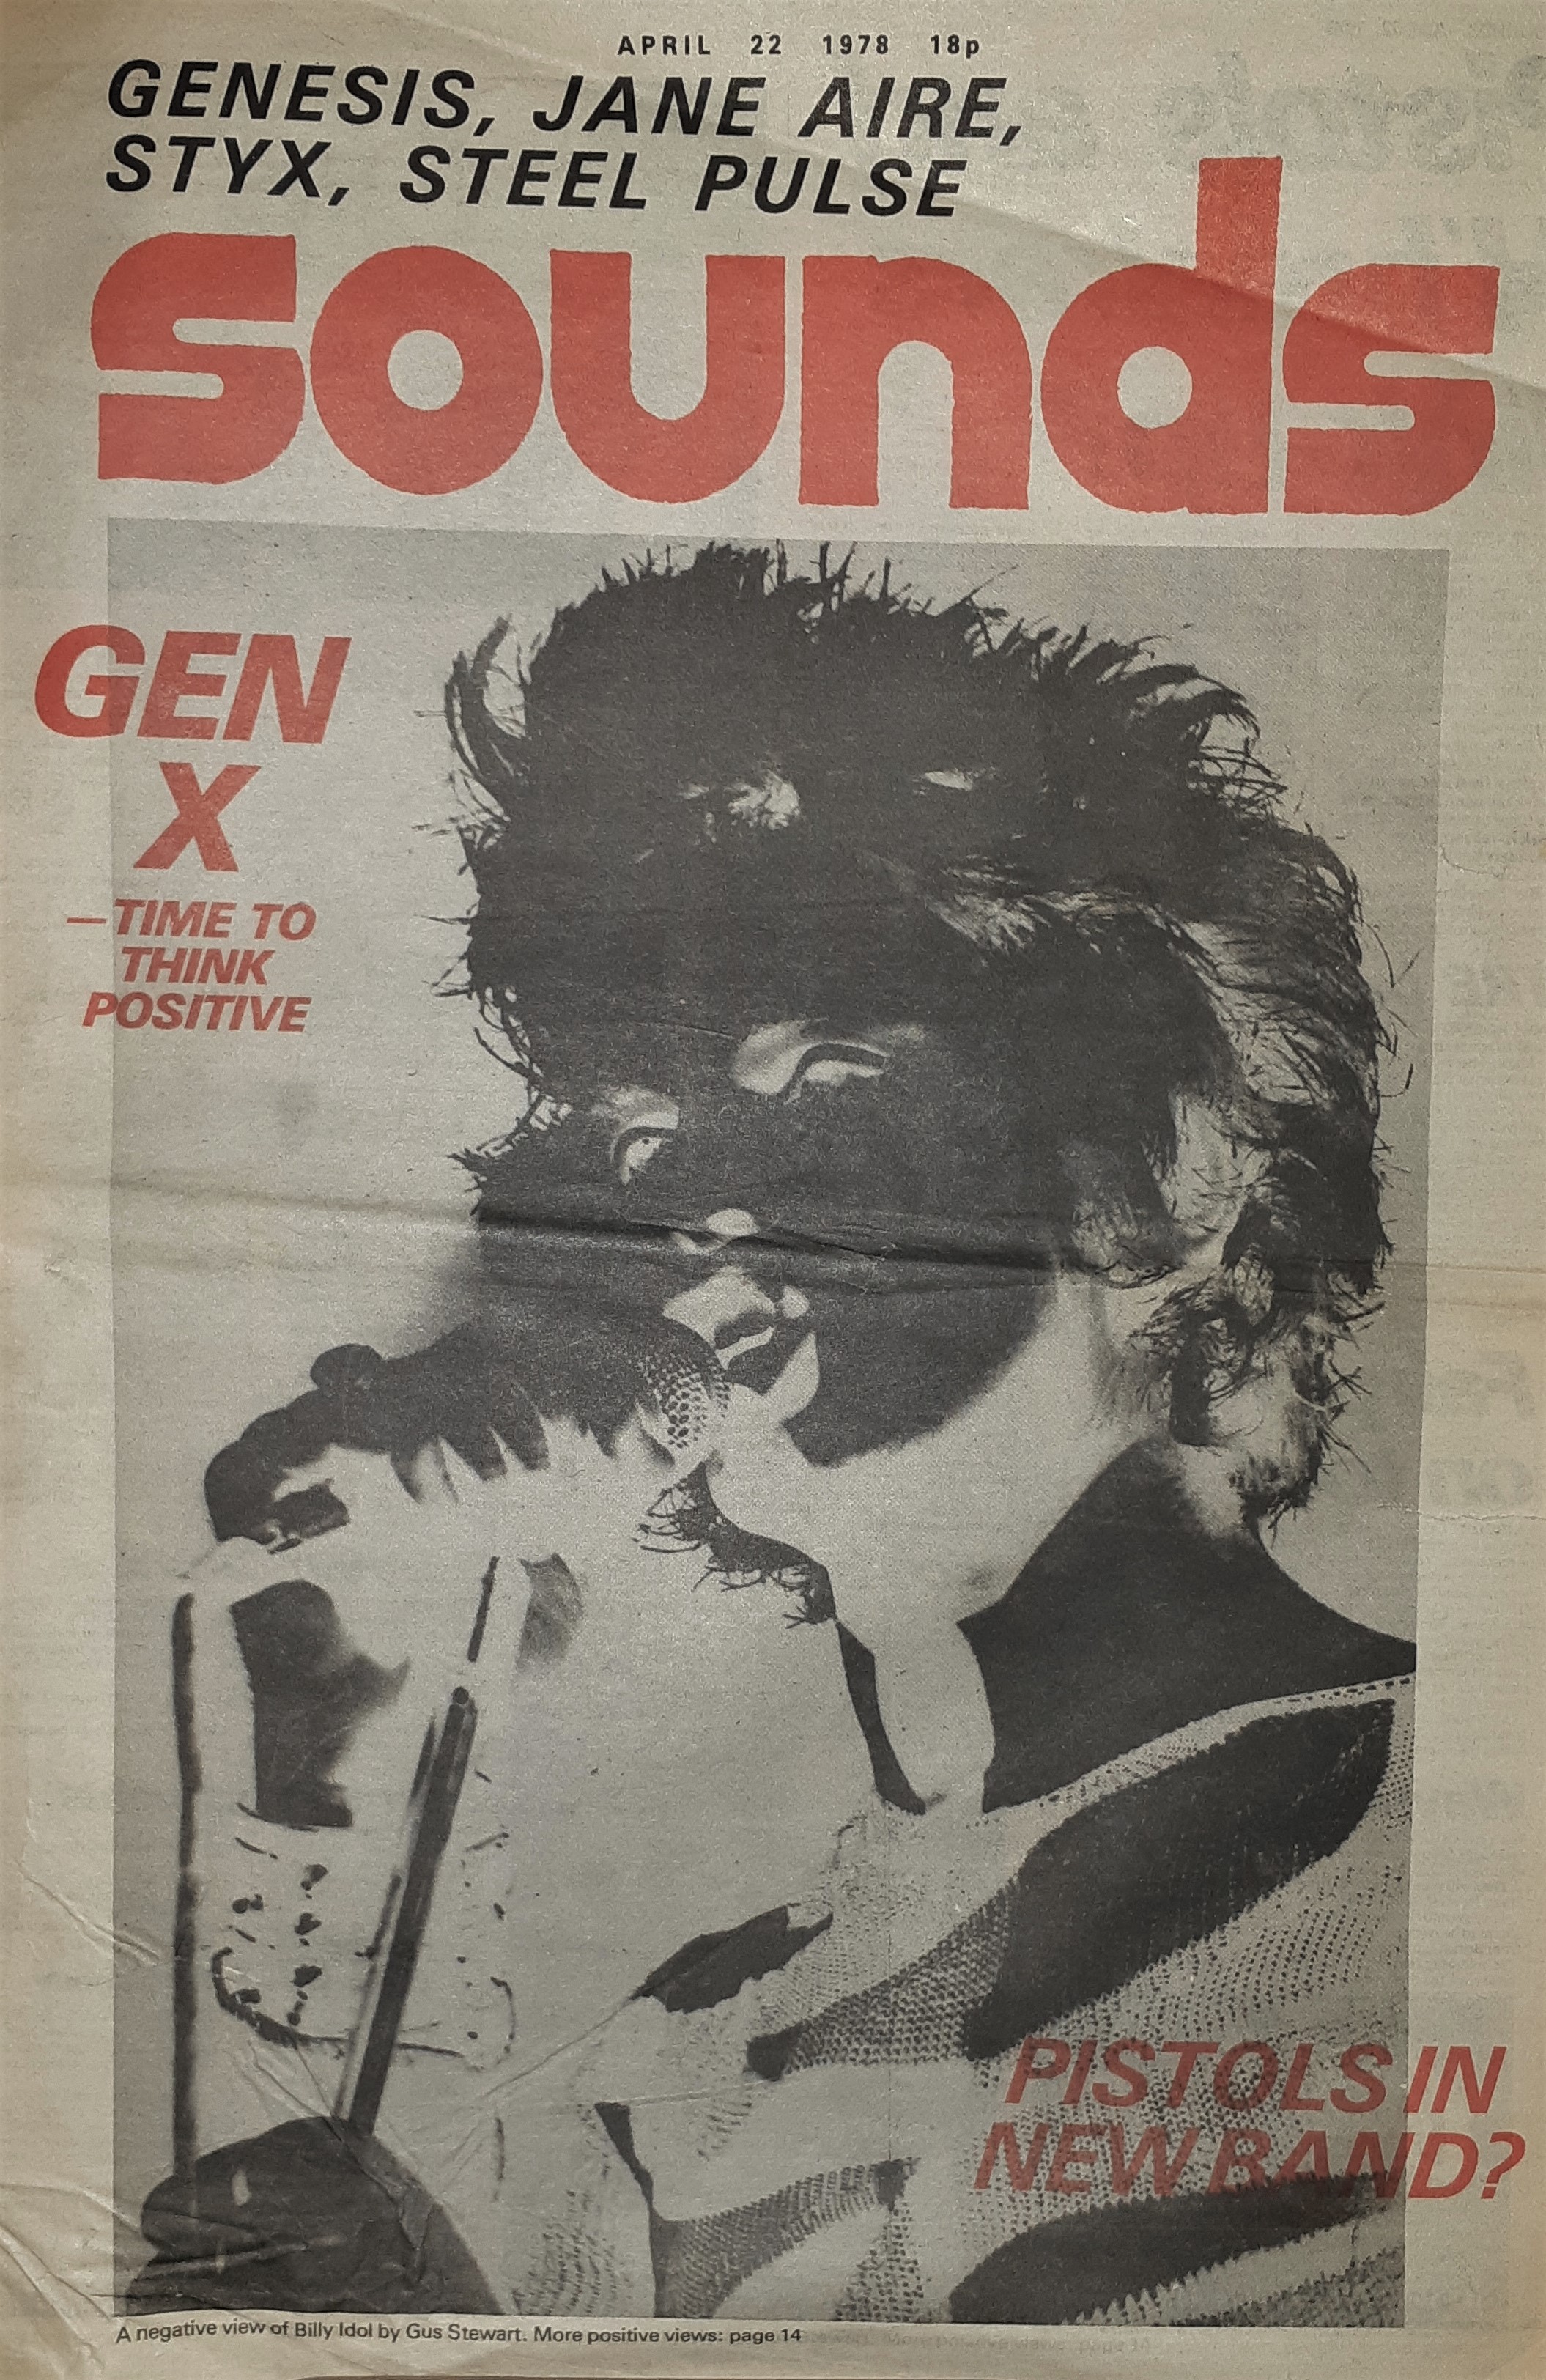 APRIL 22 1978 18p
GENESIS, JANE AIRE,
STYX, STEEL PULSE
sounds
GEN
X
—TIME TO
THINK
POSITIVE
PISTOLS IN
NEW BAND?
A negative view of Billy Idol by Gus Stewart. More positive views: page 14